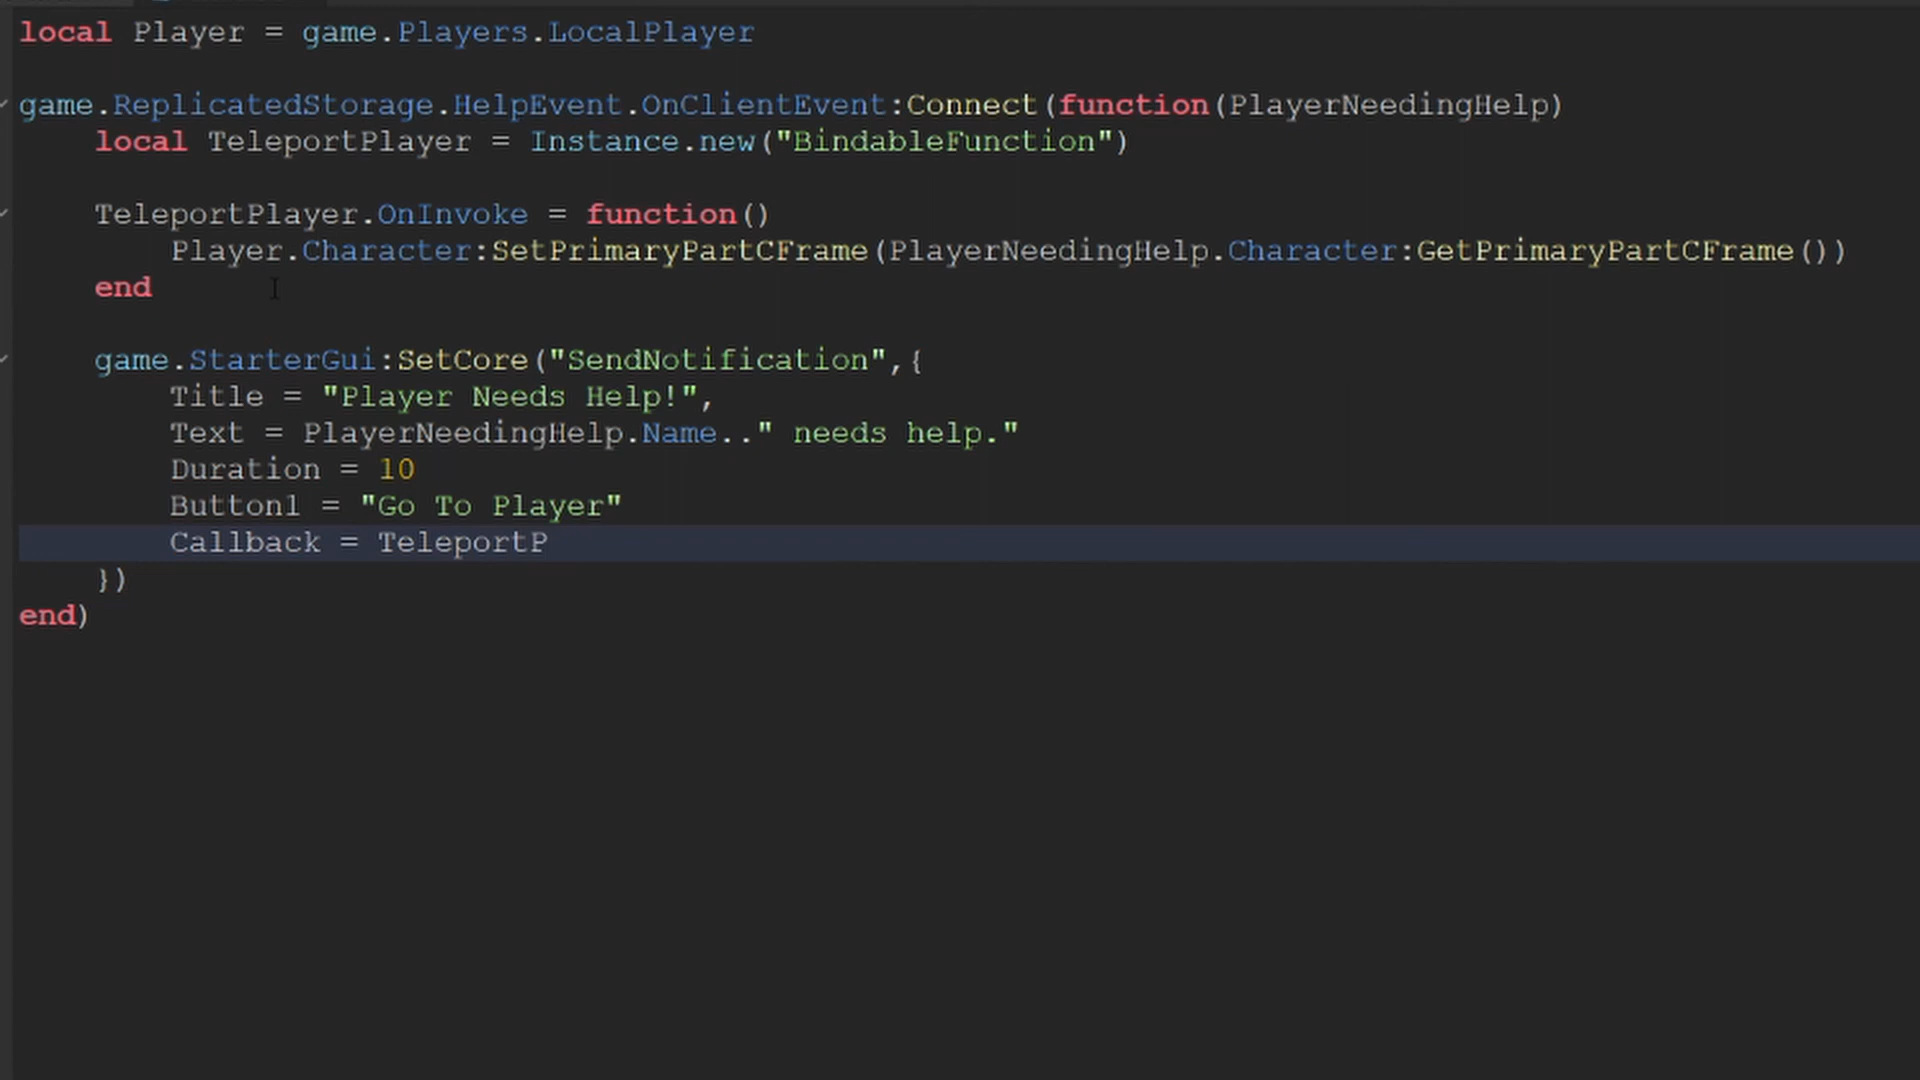 local Player = game.Players.LocalPlayer
game.ReplicatedStorage.HelpEvent.OnClientEvent:Connect(function(PlayerNeedingHelp)
    local TeleportPlayer = Instance.new("BindableFunction")
    TeleportPlayer.OnInvoke = function()
        Player.Character:SetPrimaryPartCFrame(PlayerNeedingHelp.Character:GetPrimaryPartCFrame())
    end
    game.StarterGui:SetCore("SendNotification",{
        Title = "Player Needs Help!",
        Text = PlayerNeedingHelp.Name.." needs help."
        Duration = 10
        Button1 = "Go To Player"
        Callback = TeleportP
    })
end)